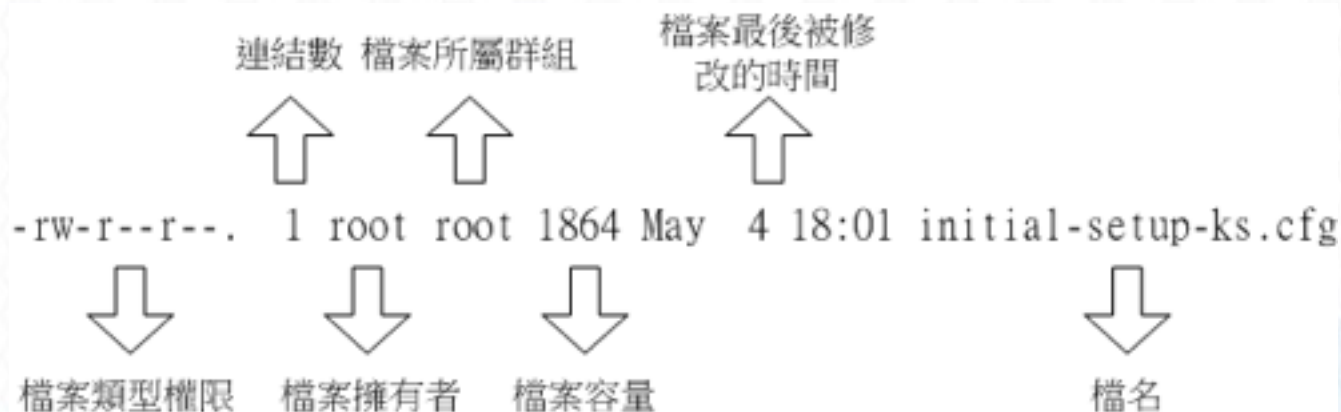 連結數 檔案所屬群組
檔案最後被修
改的時間
-rw-r--r--. 1 root root 1864 May 4 18:01 initial-setup-ks.cfg
檔案類型權限 檔案擁有者 檔案容量 檔名